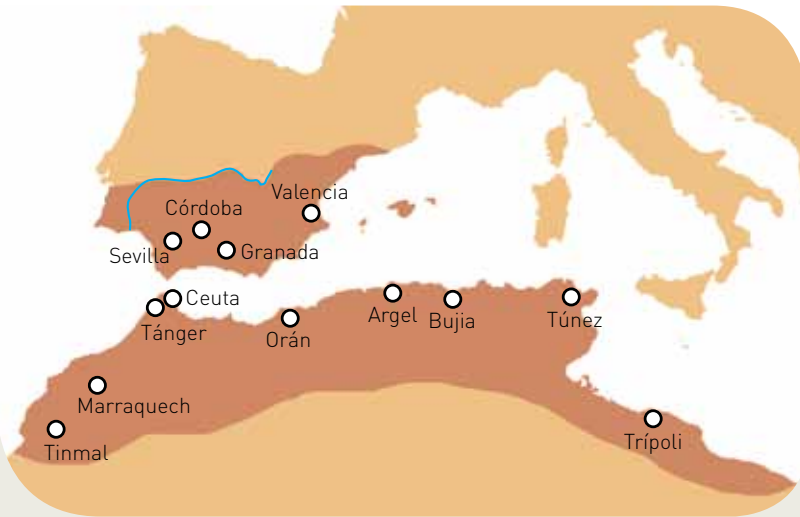 Valencia
Córdoba
Sevilla
Granada
Ceuta
Tánger
Orán
Argel
Bujia
Túnez
Marraquech
Tinmal
Trípoli